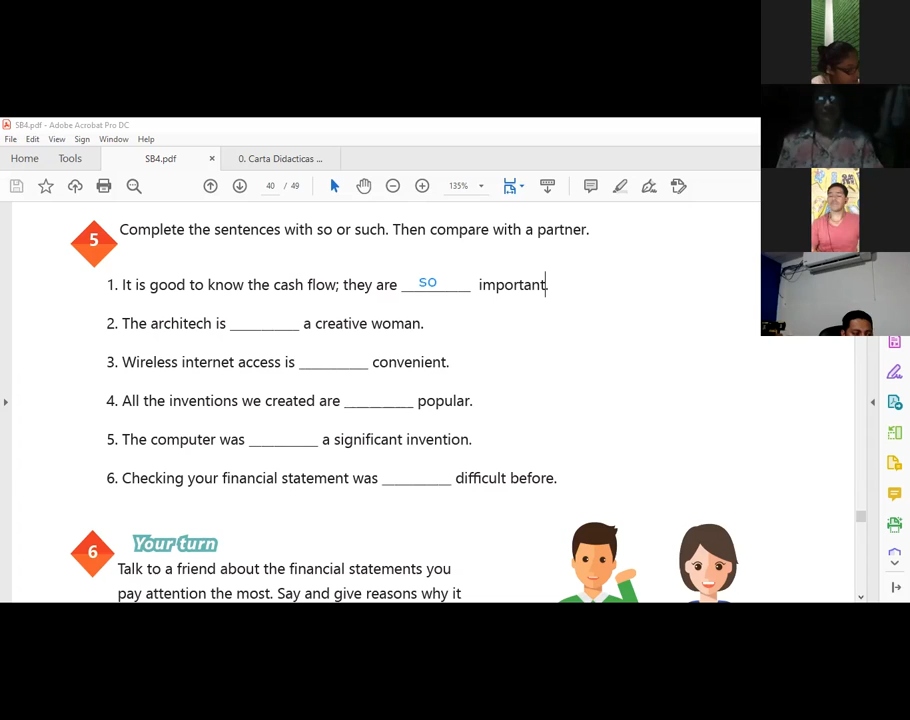 SB4.pdf - Adobe Acrobat Pro DC
File Edit View Sign Window Help
Home Tools SB4.pdf × 0. Carta Didacticas ...
40 / 49 135%
5 Complete the sentences with so or such. Then compare with a partner.
1. It is good to know the cash flow; they are so important.
2. The architech is ________ a creative woman.
3. Wireless internet access is ________ convenient.
4. All the inventions we created are ________ popular.
5. The computer was ________ a significant invention.
6. Checking your financial statement was ________ difficult before.
6 Your turn
Talk to a friend about the financial statements you
pay attention the most. Say and give reasons why it